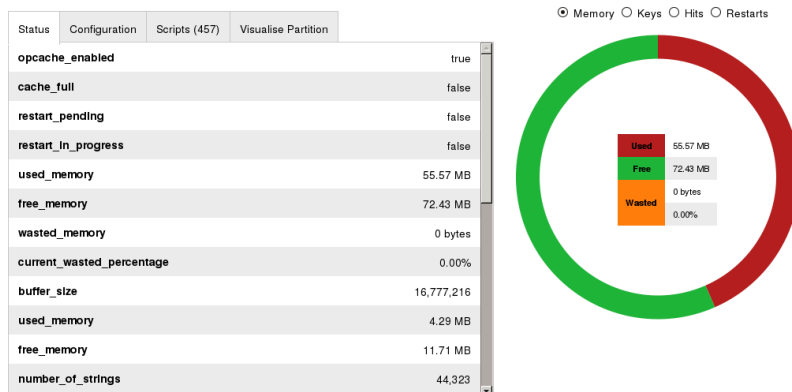 Status Configuration Scripts (457) Visualise Partition
opcache_enabled true
cache_full false
restart_pending false
restart_in_progress false
used_memory 55.57 MB
free_memory 72.43 MB
wasted_memory 0 bytes
current_wasted_percentage 0.00%
buffer_size 16,777,216
used_memory 4.29 MB
free_memory 11.71 MB
number_of_strings 44,323
Memory Keys Hits Restarts
Used 55.57 MB
Free 72.43 MB
Wasted 0 bytes
0.00%